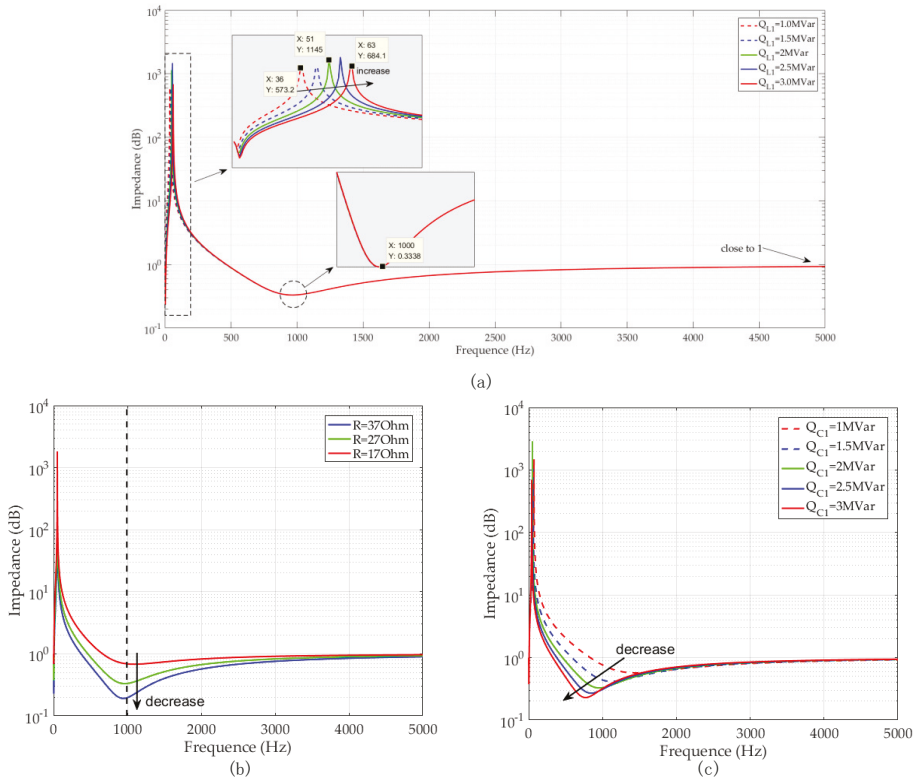 10^4
10^3
10^2
10^1
10^0
10^-1
Impedance (dB)
X: 51
Y: 1145
X: 63
Y: 664.1
X: 36
Y: 573.2
increase
Q_L1=1.0MVar
Q_L1=1.5MVar
Q_L1=2MVar
Q_L1=2.5MVar
Q_L1=3.0MVar
X: 1000
Y: 0.3338
close to 1
0 500 1000 1500 2000 2500 3000 3500 4000 4500 5000
Frequence (Hz)
(a)
10^4
10^3
10^2
10^1
10^0
10^-1
Impedance (dB)
R=37Ohm
R=27Ohm
R=17Ohm
decrease
0 1000 2000 3000 4000 5000
Frequence (Hz)
(b)
10^4
10^3
10^2
10^1
10^0
10^-1
Impedance (dB)
Q_C1=1MVar
Q_C1=1.5MVar
Q_C1=2MVar
Q_C1=2.5MVar
Q_C1=3MVar
decrease
0 1000 2000 3000 4000 5000
Frequence (Hz)
(c)